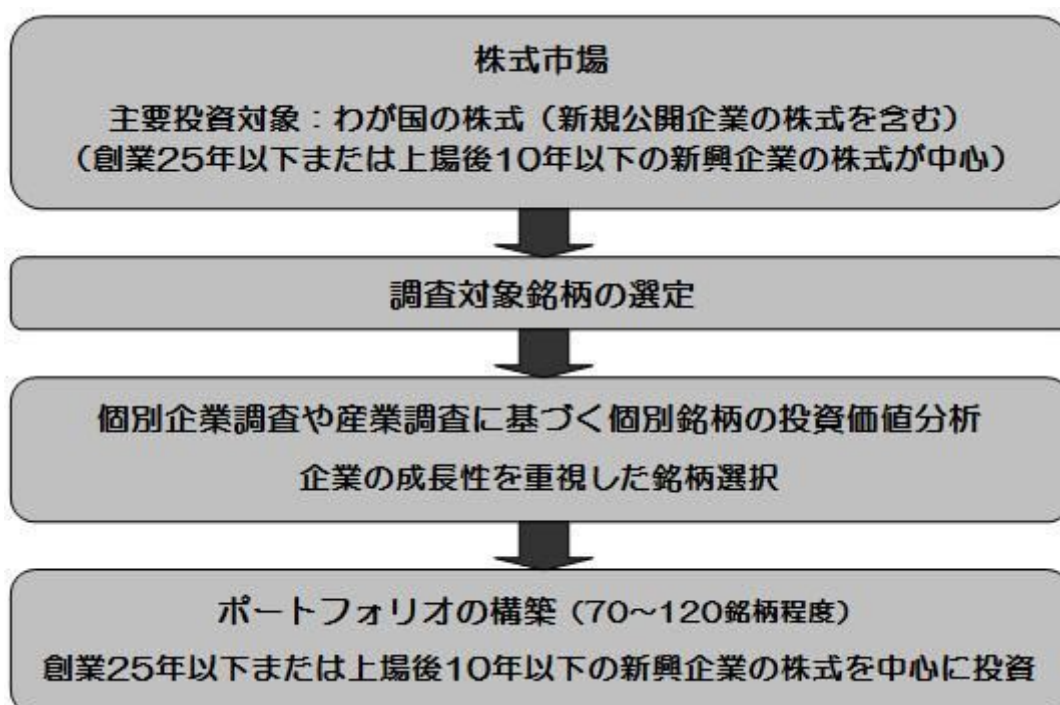 株式市場
主要投資対象：わが国の株式（新規公開企業の株式を含む）
（創業25年以下または上場後10年以下の新興企業の株式が中心）
調査対象銘柄の選定
個別企業調査や産業調査に基づく個別銘柄の投資価値分析
企業の成長性を重視した銘柄選択
ポートフォリオの構築（70～120銘柄程度）
創業25年以下または上場後10年以下の新興企業の株式を中心に投資